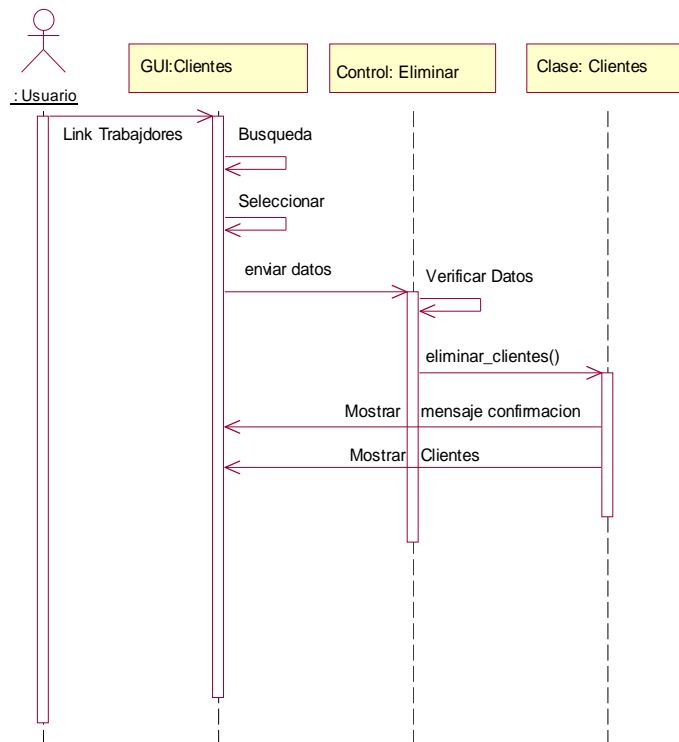 GUI:Clientes
Control: Eliminar
Clase: Clientes
: Usuario
Link Trabajdores
Busqueda
Seleccionar
enviar datos
Verificar Datos
eliminar_clientes()
Mostrar mensaje confirmacion
Mostrar Clientes